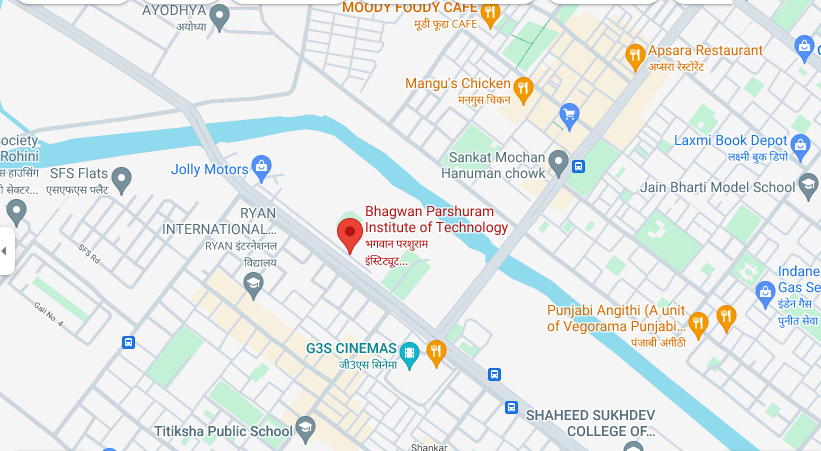 AYODHYA
अयोध्या
MOODY FOODY CAFE
मूडी फूद्य CAFE
Apsara Restaurant
अप्सरा रेस्टोरेंट
Mangu's Chicken
मनगुस चिकन
Society
Rohini
स हाउसिंग
ी सेक्टर...
SFS Flats
एसएफएस फ्लैट
Jolly Motors
Sankat Mochan
Hanuman chowk
Laxmi Book Depot
लक्ष्मी बुक डिपो
Jain Bharti Model School
RYAN
INTERNATIONAL...
RYAN इंटरनेशनल
विद्यालय
Bhagwan Parshuram
Institute of Technology
भगवान परशुराम
इंस्टिट्यूट...
SFS Rd
Gali No. 4
Indane
Gas Se
इंडेन गैस
पुनीत सेवा
Punjabi Angithi (A unit
of Vegorama Punjabi...
पंजाबी अंगीठी
G3S CINEMAS
जी3एस सिनेमा
Titiksha Public School
SHAHEED SUKHDEV
COLLEGE OF...
Shankar